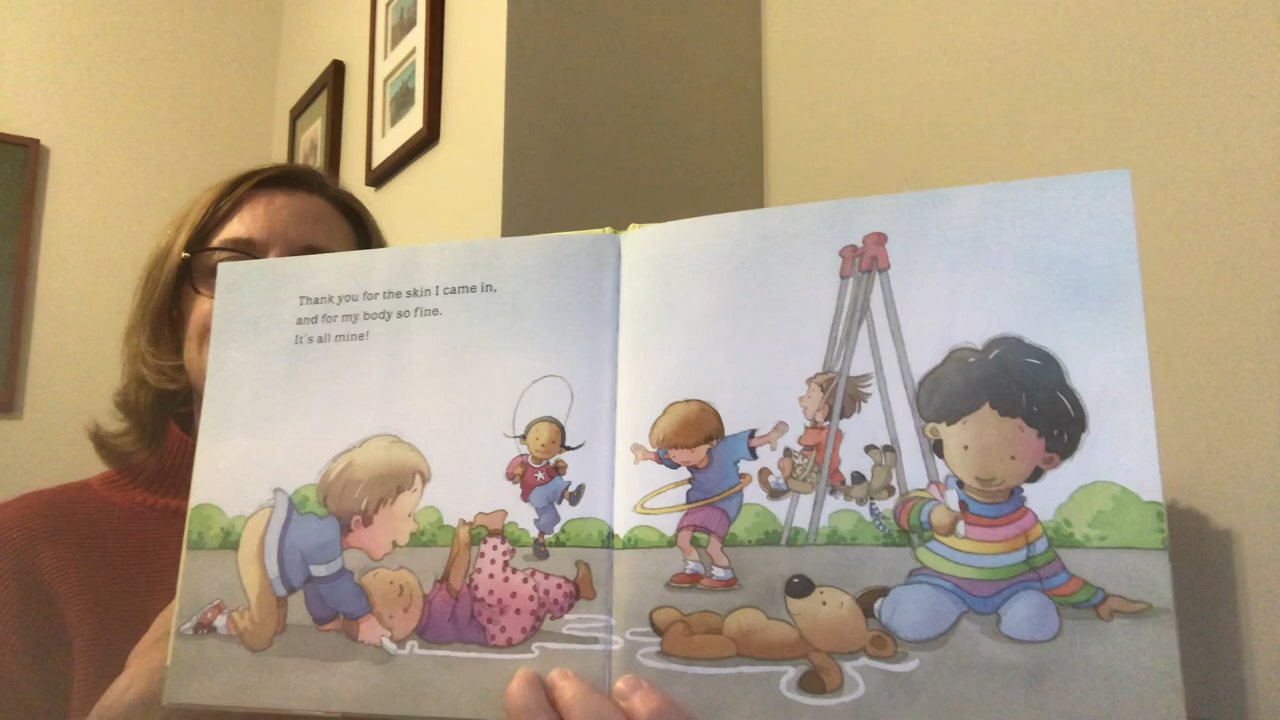 Thank you for the skin I came in,
and for my body so fine.
It's all mine!